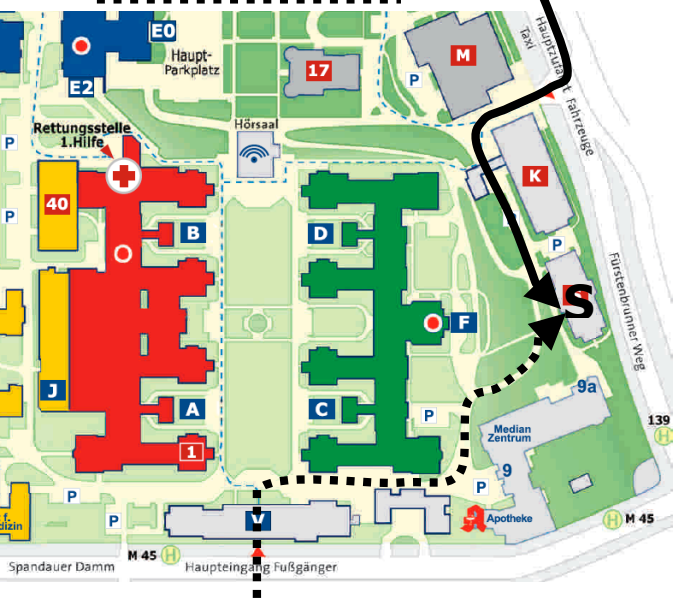 E0
E2
Haupt-
Parkplatz
17
M
P
Taxi
Hauptzufahrt Fahrzeuge
Rettungsstelle
1.Hilfe
Hörsaal
P
40
K
P
B
D
P
S
Fürstenbrunner Weg
F
J
A
C
P
9a
Median
Zentrum
139
H
1
9
P
P
P
V
Apotheke
H M 45
M 45 H
Spandauer Damm
Haupteingang Fußgänger